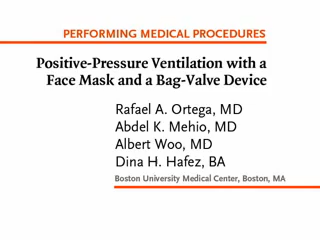 PERFORMING MEDICAL PROCEDURES
Positive-Pressure Ventilation with a
Face Mask and a Bag-Valve Device
Rafael A. Ortega, MD
Abdel K. Mehio, MD
Albert Woo, MD
Dina H. Hafez, BA
Boston University Medical Center, Boston, MA